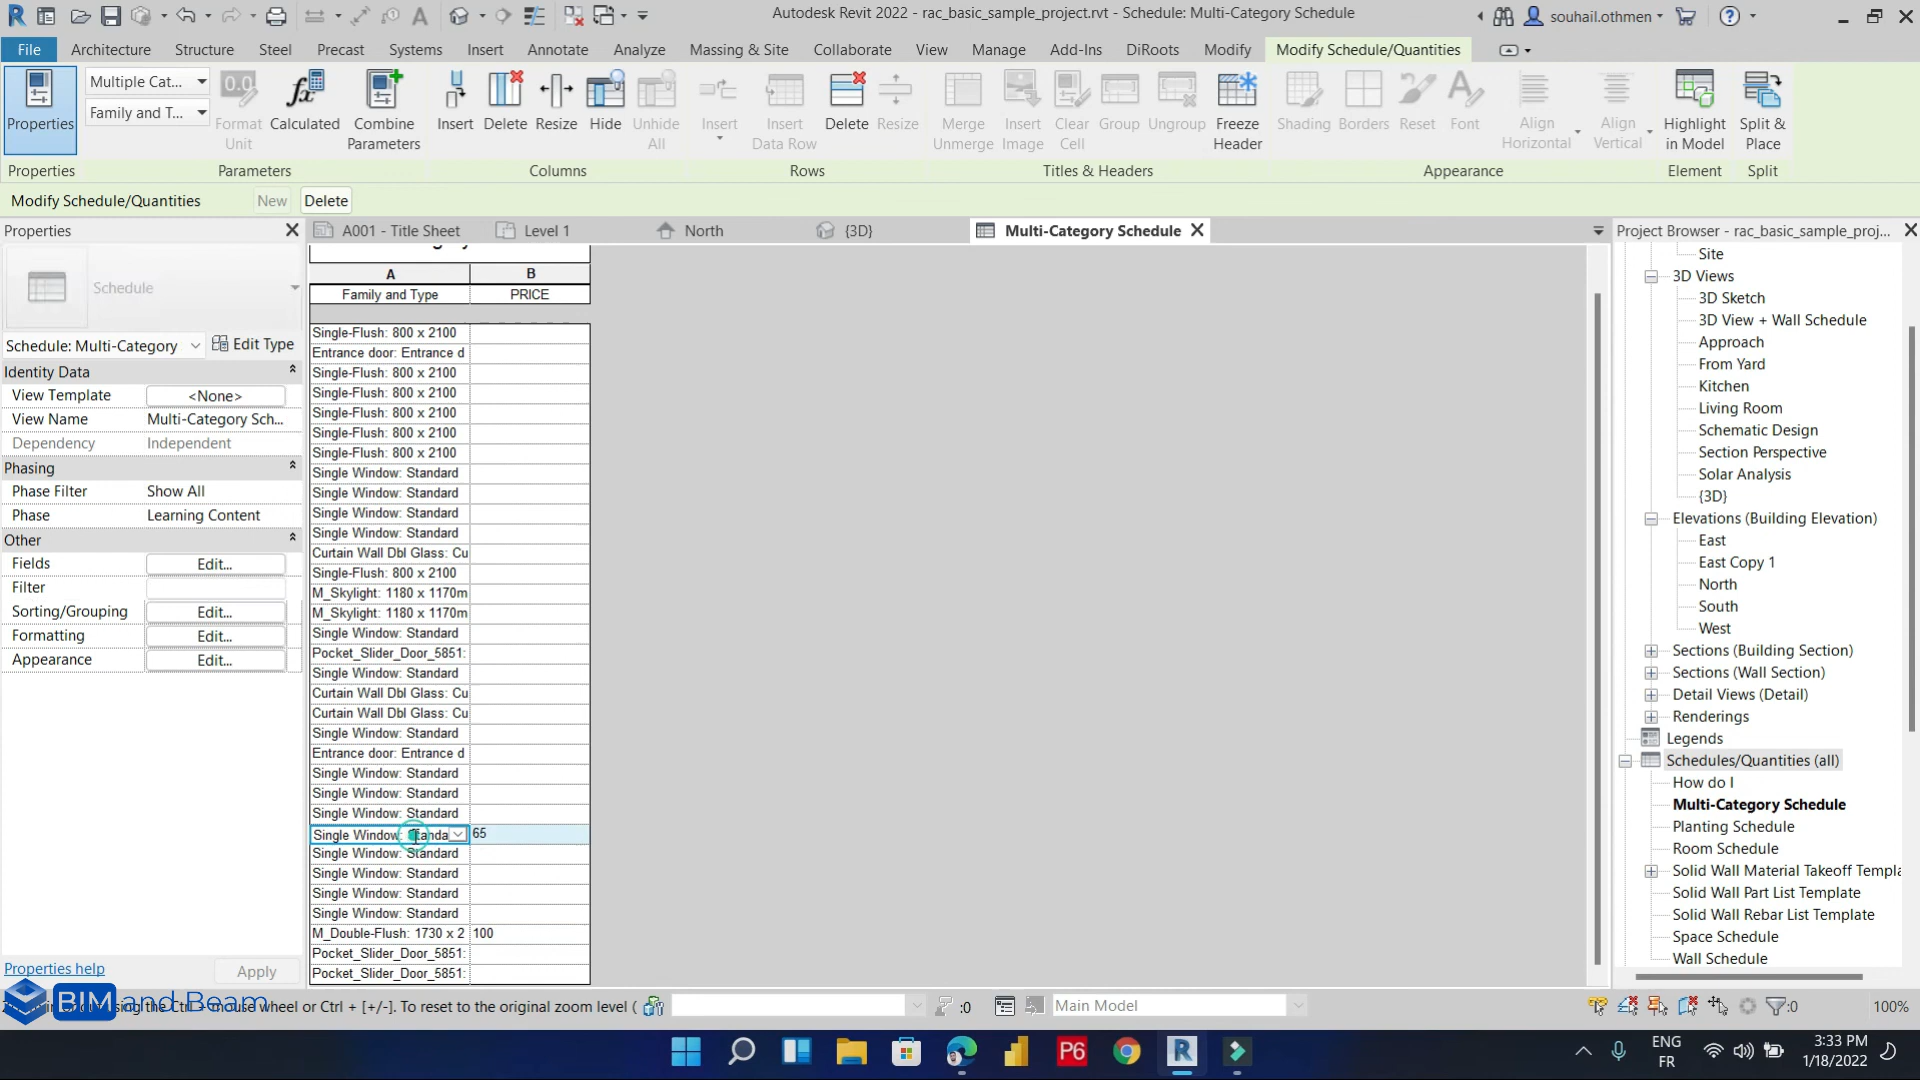 Autodesk Revit 2022 - rac_basic_sample_project.rvt - Schedule: Multi-Category Schedule
souhail.othmen
File Architecture Structure Steel Precast Systems Insert Annotate Analyze Massing & Site Collaborate View Manage Add-Ins DiRoots Modify Modify Schedule/Quantities
Properties
Multiple Cat...
Family and T...
Format Unit
Calculated
Combine Parameters
Insert
Delete
Resize
Hide
Unhide All
Insert
Insert Data Row
Delete
Resize
Merge Unmerge
Insert Image
Clear Cell
Group
Ungroup
Freeze Header
Shading
Borders
Reset
Font
Align Horizontal
Align Vertical
Highlight in Model
Split & Place
Properties Parameters Columns Rows Titles & Headers Appearance Element Split
Modify Schedule/Quantities New Delete
Properties
Schedule
Schedule: Multi-Category
Edit Type
Identity Data
View Template <None>
View Name Multi-Category Sch...
Dependency Independent
Phasing
Phase Filter Show All
Phase Learning Content
Other
Fields Edit...
Filter
Sorting/Grouping Edit...
Formatting Edit...
Appearance Edit...
Properties help
Apply
A001 - Title Sheet Level 1 North {3D} Multi-Category Schedule
A B
Family and Type PRICE
Single-Flush: 800 x 2100
Entrance door: Entrance d
Single-Flush: 800 x 2100
Single-Flush: 800 x 2100
Single-Flush: 800 x 2100
Single-Flush: 800 x 2100
Single-Flush: 800 x 2100
Single Window: Standard
Single Window: Standard
Single Window: Standard
Single Window: Standard
Curtain Wall Dbl Glass: Cu
Single-Flush: 800 x 2100
M_Skylight: 1180 x 1170m
M_Skylight: 1180 x 1170m
Single Window: Standard
Pocket_Slider_Door_5851:
Single Window: Standard
Curtain Wall Dbl Glass: Cu
Curtain Wall Dbl Glass: Cu
Single Window: Standard
Entrance door: Entrance d
Single Window: Standard
Single Window: Standard
Single Window: Standard
Single Window: Standa 65
Single Window: Standard
Single Window: Standard
Single Window: Standard
Single Window: Standard
M_Double-Flush: 1730 x 2 100
Pocket_Slider_Door_5851:
Pocket_Slider_Door_5851:
Project Browser - rac_basic_sample_proj...
Site
3D Views
3D Sketch
3D View + Wall Schedule
Approach
From Yard
Kitchen
Living Room
Schematic Design
Section Perspective
Solar Analysis
{3D}
Elevations (Building Elevation)
East
East Copy 1
North
South
West
Sections (Building Section)
Sections (Wall Section)
Detail Views (Detail)
Renderings
Legends
Schedules/Quantities (all)
How do I
Multi-Category Schedule
Planting Schedule
Room Schedule
Solid Wall Material Takeoff Templa
Solid Wall Part List Template
Solid Wall Rebar List Template
Space Schedule
Wall Schedule
BIM and Beam
using the Ctrl + mouse wheel or Ctrl + [+/-]. To reset to the original zoom level (
:0
Main Model
:0
100%
P6
ENG
FR
3:33 PM
1/18/2022